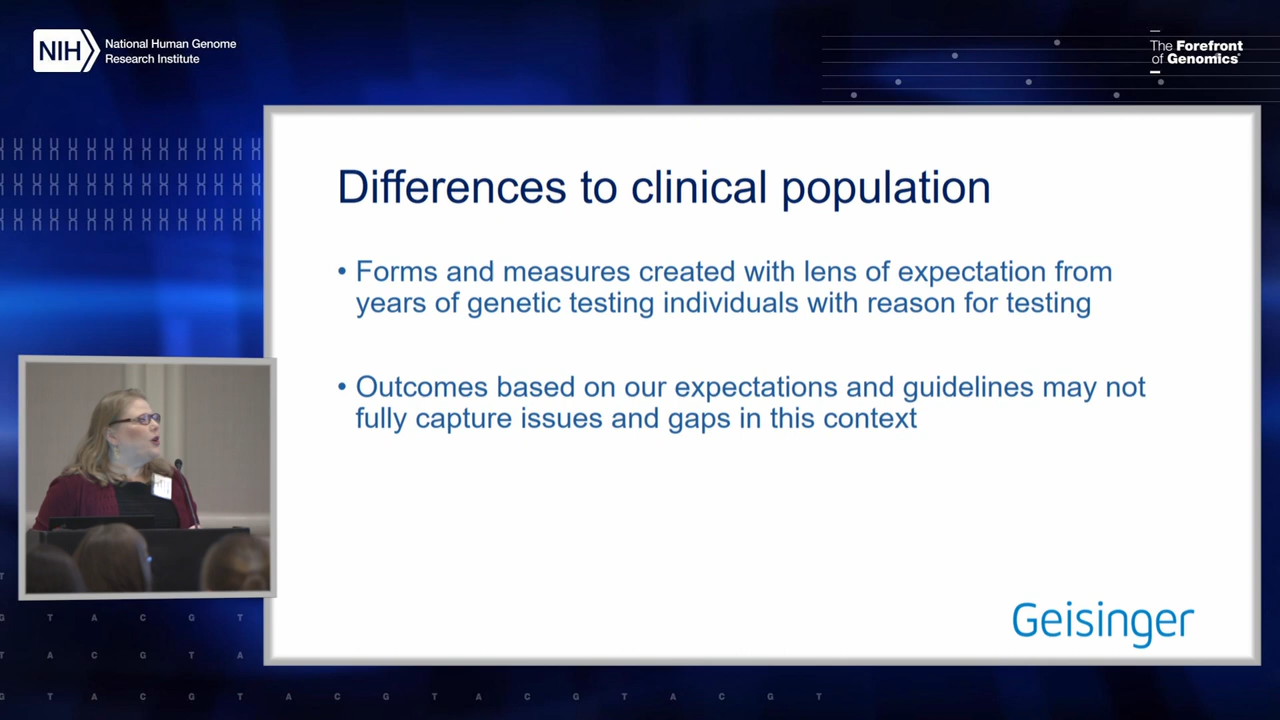 NIH National Human Genome
Research Institute
The Forefront
of Genomics®
Differences to clinical population
• Forms and measures created with lens of expectation from
years of genetic testing individuals with reason for testing
• Outcomes based on our expectations and guidelines may not
fully capture issues and gaps in this context
Geisinger
T
G T A C G T
A C G T A
G T A C G T A C G T A C G T A C G T